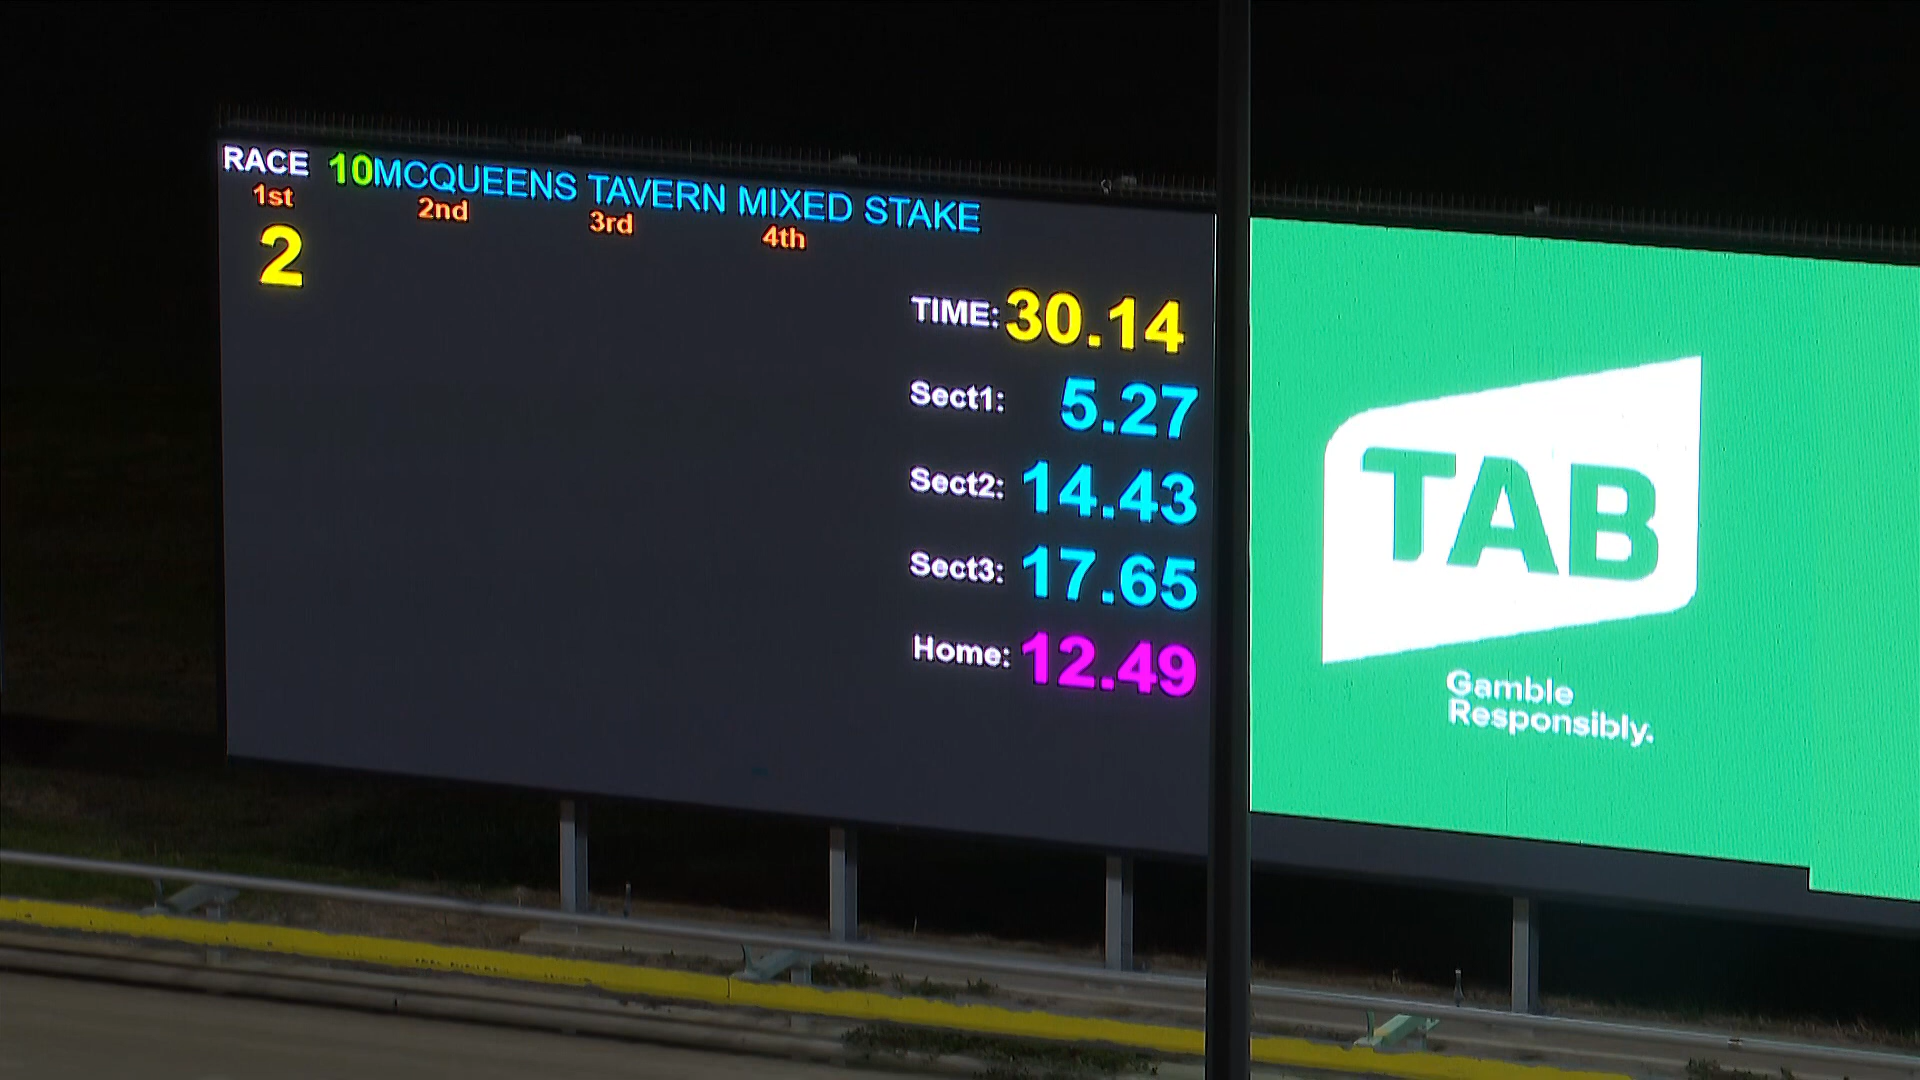 RACE 10MCQUEENS TAVERN MIXED STAKE
1st 2nd 3rd 4th
2
TIME: 30.14
Sect1: 5.27
Sect2: 14.43
Sect3: 17.65
Home: 12.49
TAB
Gamble
Responsibly.